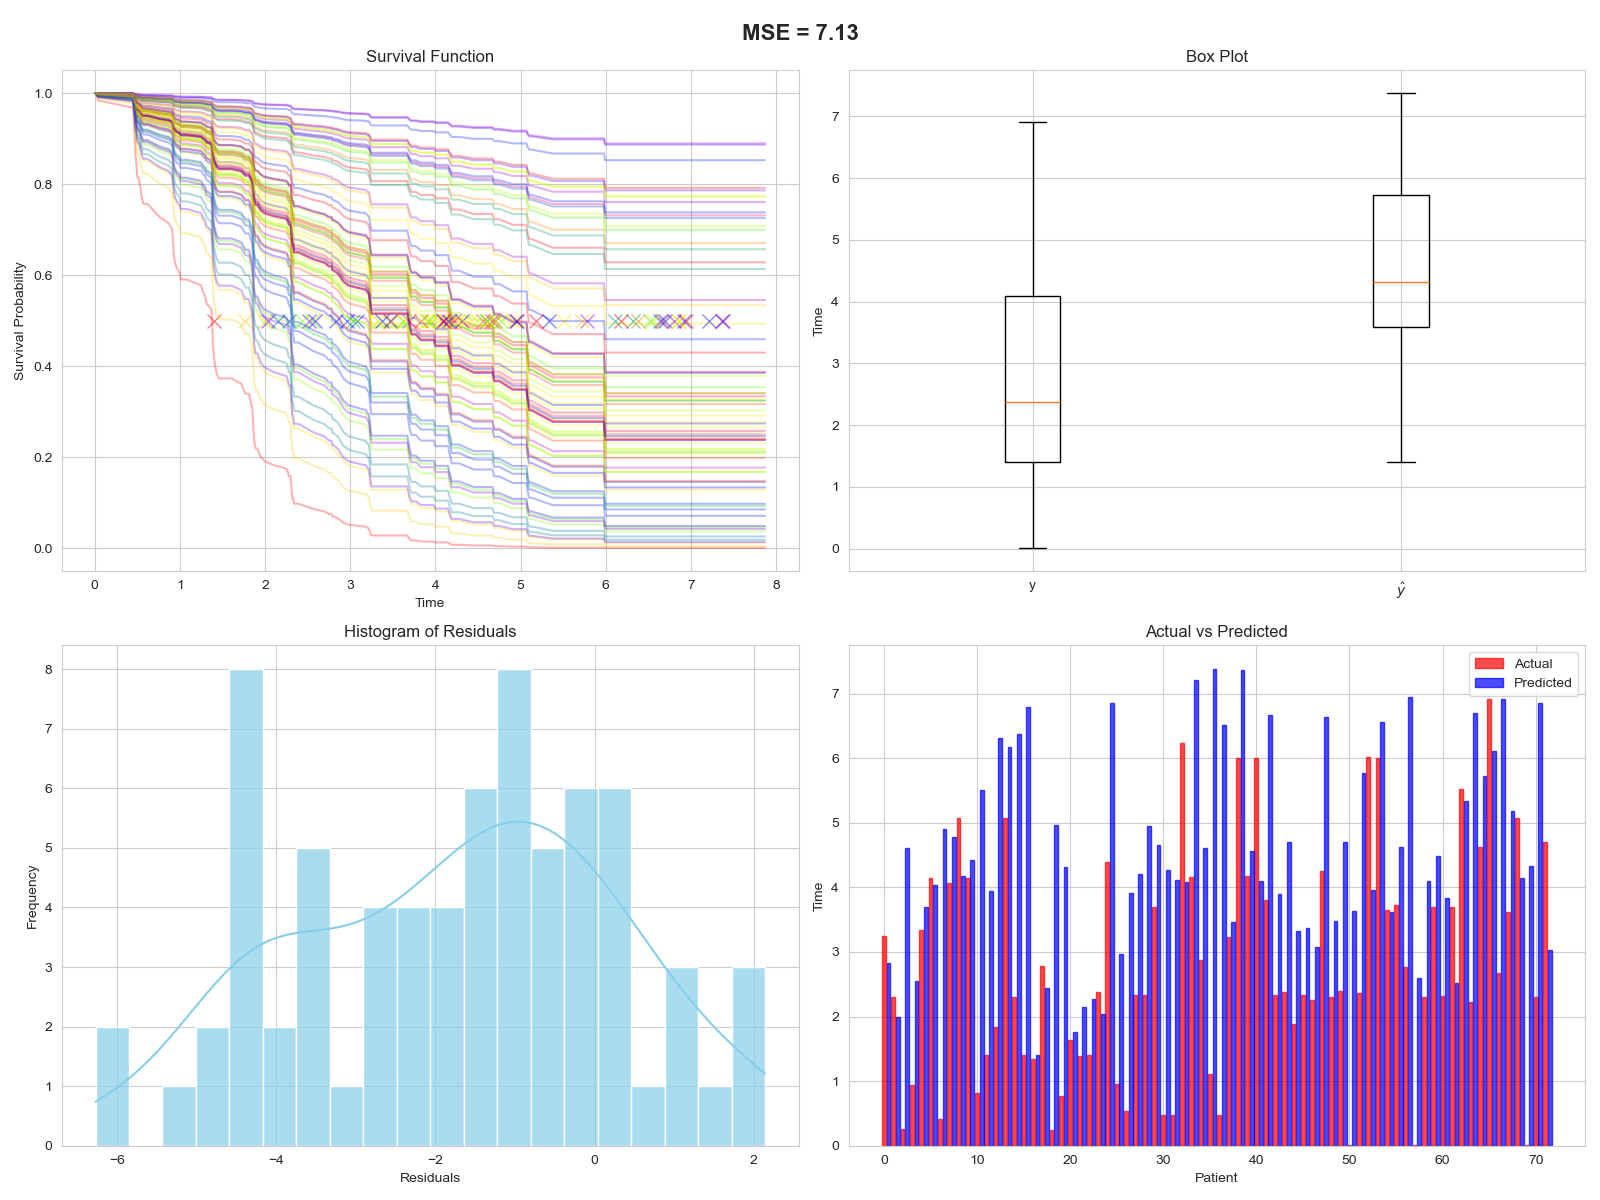 MSE = 7.13
Survival Function
1.0
0.8
0.6
0.4
0.2
0.0
Survival Probability
0 1 2 3 4 5 6 7 8
Time
Box Plot
7
6
5
4
3
2
1
0
Time
y ŷ
Histogram of Residuals
8
7
6
5
4
3
2
1
0
Frequency
−6 −4 −2 0 2
Residuals
Actual vs Predicted
Actual
Predicted
7
6
5
4
3
2
1
0
Time
0 10 20 30 40 50 60 70
Patient